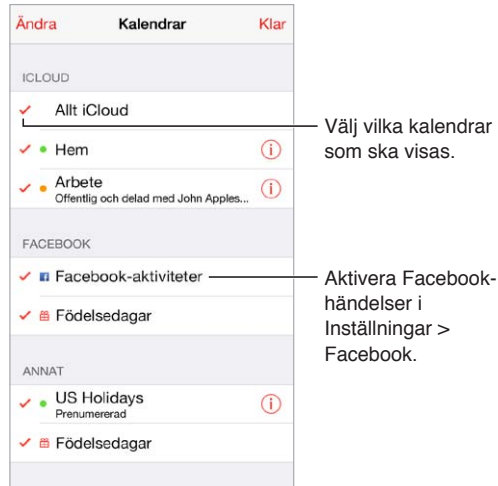 Ändra Kalendrar Klar
ICLOUD
Allt iCloud
Hem
Arbete
Offentlig och delad med John Apples...
FACEBOOK
Facebook-aktiviteter
Födelsedagar
ANNAT
US Holidays
Prenumererad
Födelsedagar
Välj vilka kalendrar
som ska visas.
Aktivera Facebook-
händelser i
Inställningar >
Facebook.